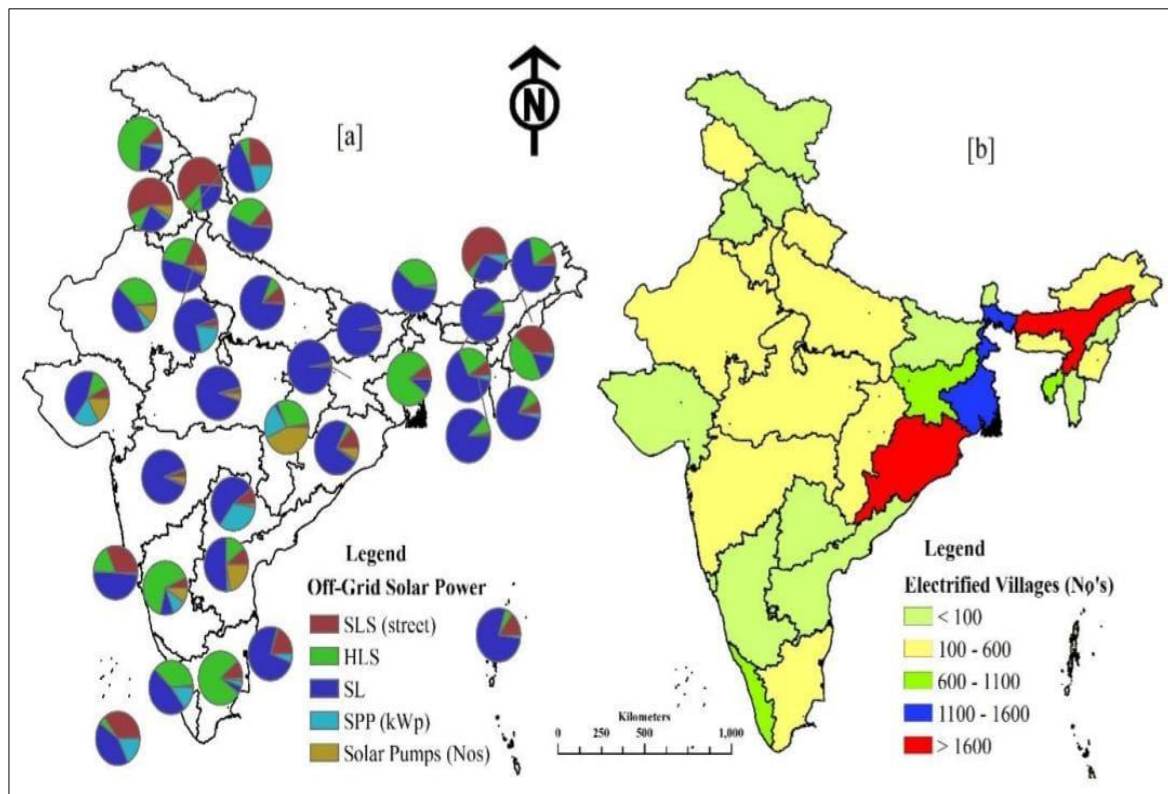 N
[a]
[b]
Legend
Off-Grid Solar Power
SLS (street)
HLS
SL
SPP (kWp)
Solar Pumps (Nos)
Kilometers
0 250 500 1,000
Legend
Electrified Villages (No's)
< 100
100 - 600
600 - 1100
1100 - 1600
> 1600